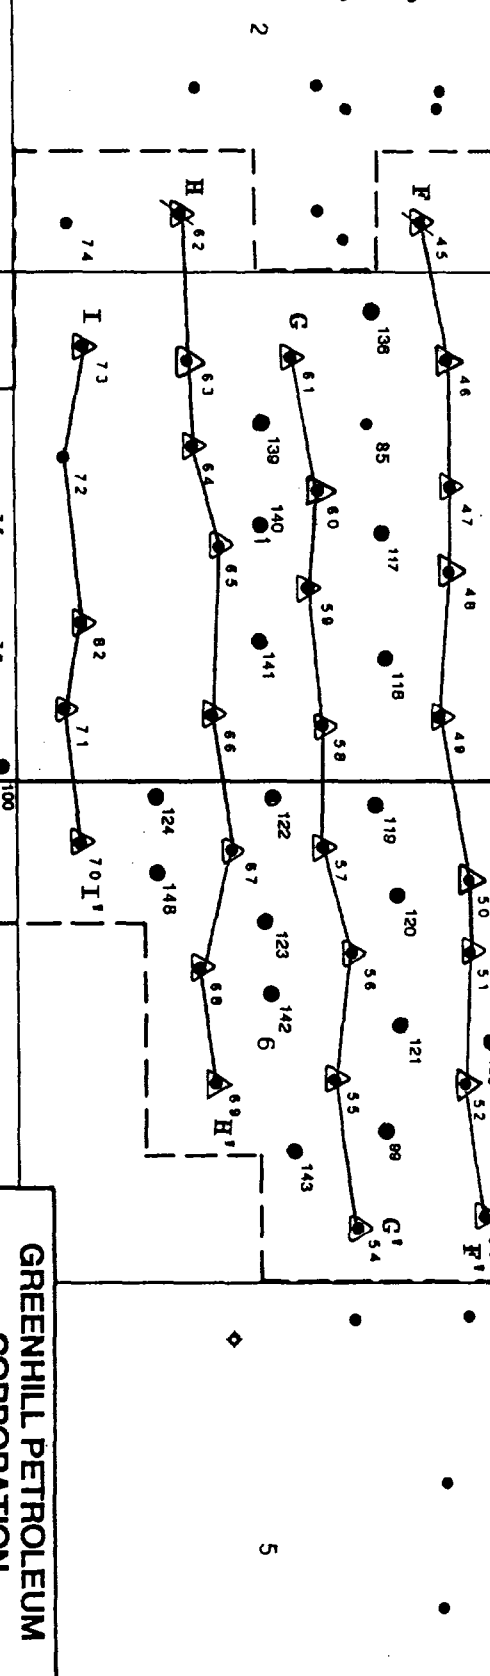 F 45 46 47 48 49 50 51 52 F'
136 85 117 118 119 120 121 99
G 61 60 59 58 57 56 55 54 G'
2
139 140 1 141 122 123 142 6 143
5
H 62 63 64 65 66 67 68 69 H'
124 148
I 73 72 82 71 70 I'
74
100
GREENHILL PETROLEUM
CORPORATION